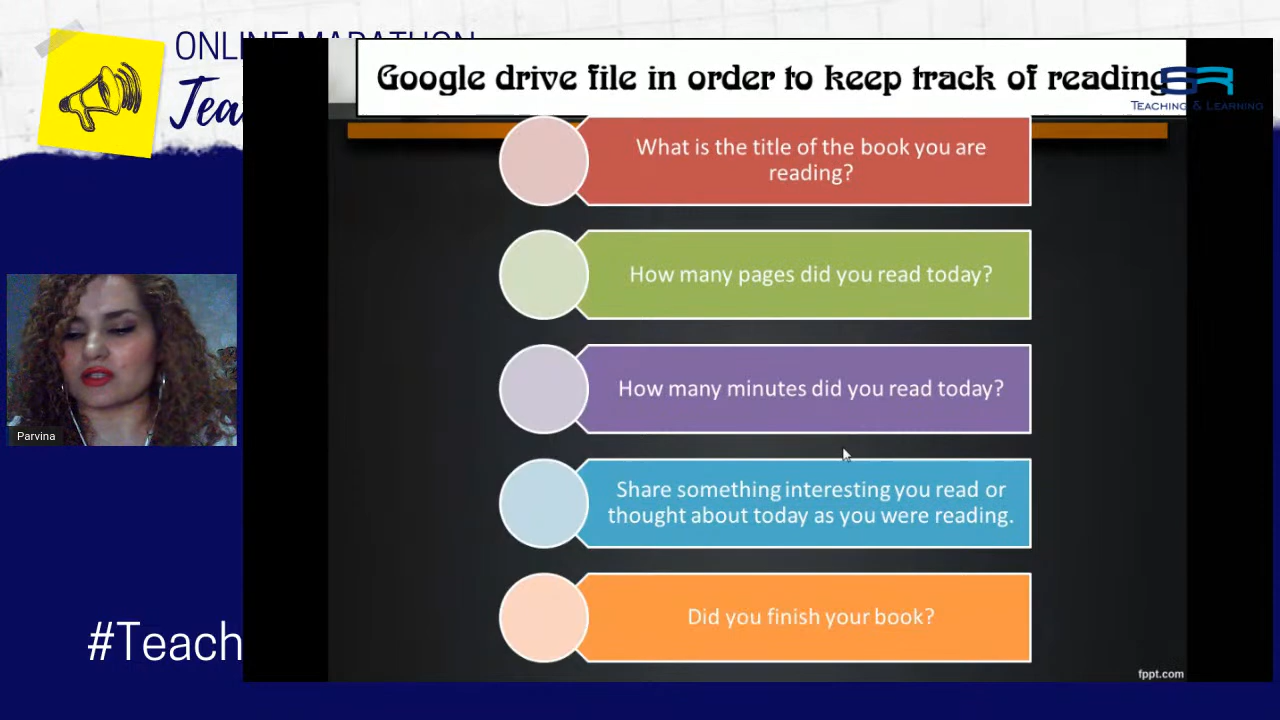 ONLINE MARATHON
Tea
Google drive file in order to keep track of reading
SR
TEACHING & LEARNING
What is the title of the book you are
reading?
How many pages did you read today?
How many minutes did you read today?
Parvina
Share something interesting you read or
thought about today as you were reading.
Did you finish your book?
#Teach
fppt.com